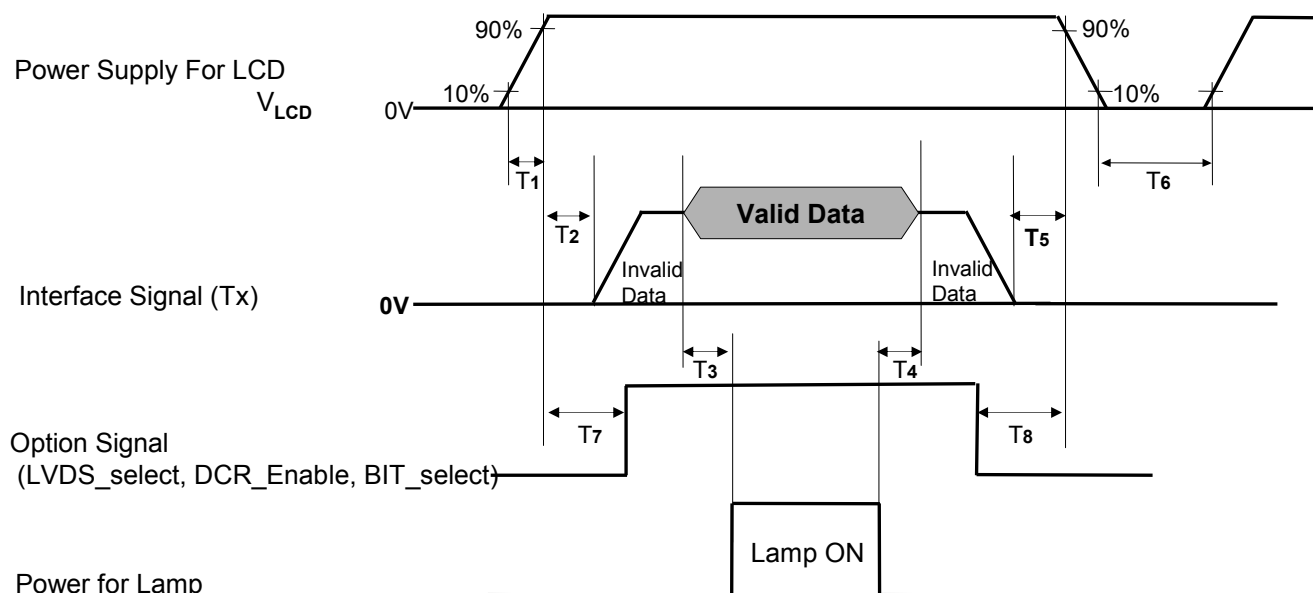 90%
90%
Power Supply For LCD
10%
10%
VLCD
0V
T1
T6
Valid Data
T2
T5
Invalid
Data
Invalid
Data
Interface Signal (Tx)
0V
T3
T4
T7
T8
Option Signal
(LVDS_select, DCR_Enable, BIT_select)
Lamp ON
Power for Lamp